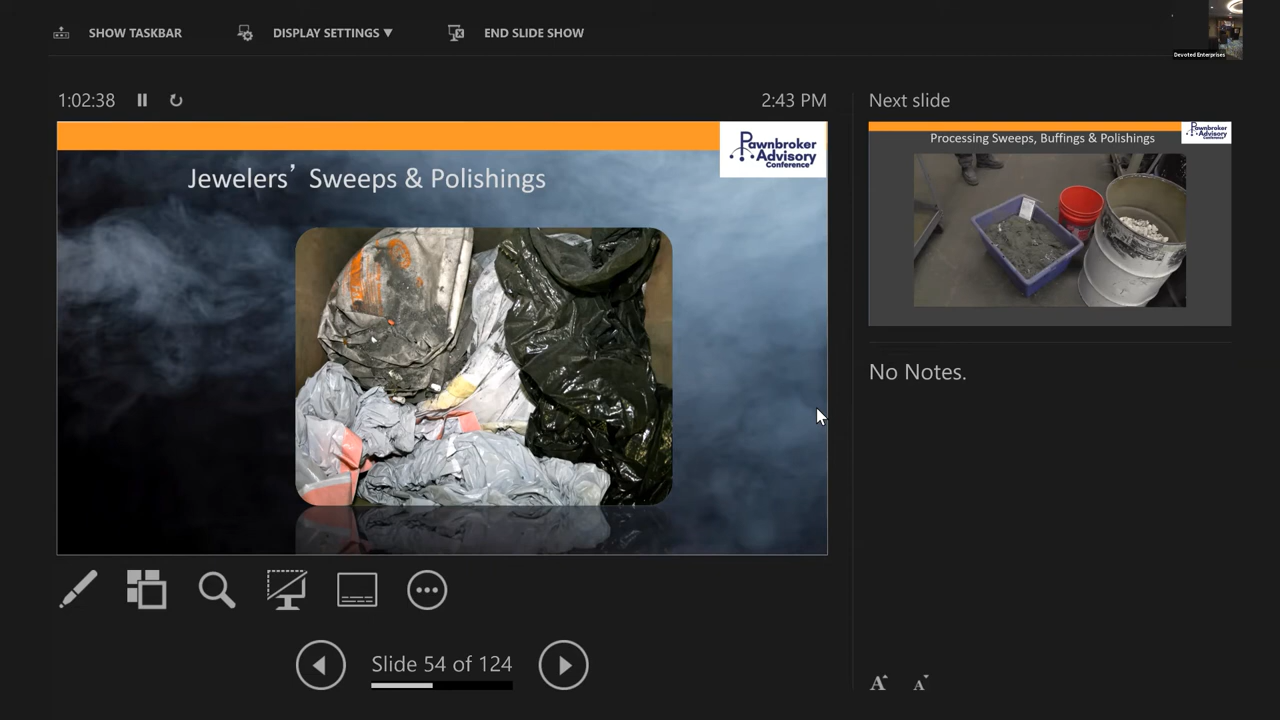 SHOW TASKBAR
DISPLAY SETTINGS ▼
END SLIDE SHOW
Devoted Enterprises
1:02:38
2:43 PM
Next slide
Pawnbroker
Advisory
Conference
Jewelers’ Sweeps & Polishings
Pawnbroker
Advisory
Conference
Processing Sweeps, Buffings & Polishings
No Notes.
Slide 54 of 124
A A